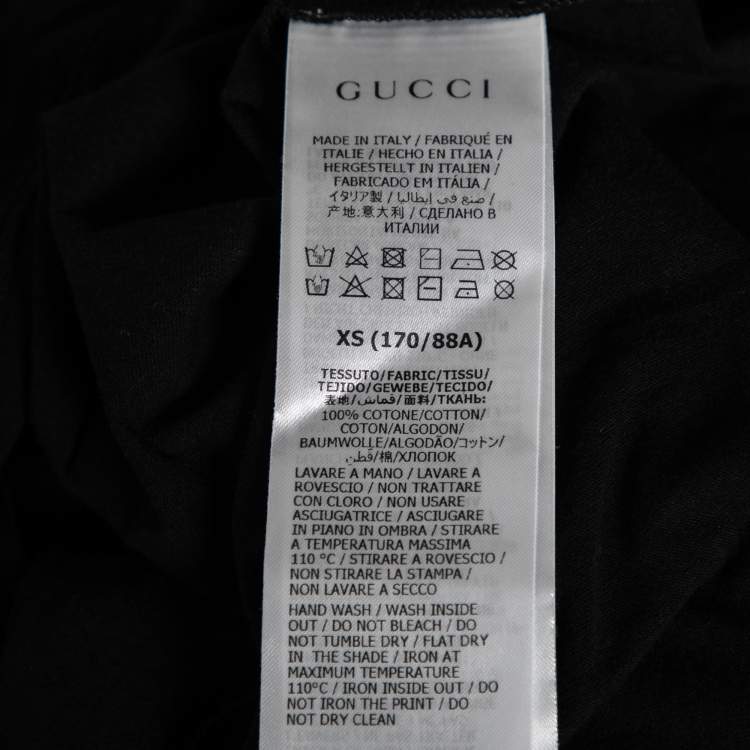 GUCCI
MADE IN ITALY / FABRIQUÉ EN
ITALIE / HECHO EN ITALIA /
HERGESTELLT IN ITALIEN /
FABRICADO EM ITÁLIA /
イタリア製 / صنع في إيطاليا /
产地:意大利 / СДЕЛАНО В
ИТАЛИИ
XS (170/88A)
TESSUTO/FABRIC/TISSU/
TEJIDO/GEWEBE/TECIDO/
表地/قماش/面料/ТКАНЬ:
100% COTONE/COTTON/
COTON/ALGODON/
BAUMWOLLE/ALGODÃO/コットン/
قطن/棉/ХЛОПОК
LAVARE A MANO / LAVARE A
ROVESCIO / NON TRATTARE
CON CLORO / NON USARE
ASCIUGATRICE / ASCIUGARE
IN PIANO IN OMBRA / STIRARE
A TEMPERATURA MASSIMA
110 °C / STIRARE A ROVESCIO /
NON STIRARE LA STAMPA /
NON LAVARE A SECCO
HAND WASH / WASH INSIDE
OUT / DO NOT BLEACH / DO
NOT TUMBLE DRY / FLAT DRY
IN THE SHADE / IRON AT
MAXIMUM TEMPERATURE
110°C / IRON INSIDE OUT / DO
NOT IRON THE PRINT / DO
NOT DRY CLEAN